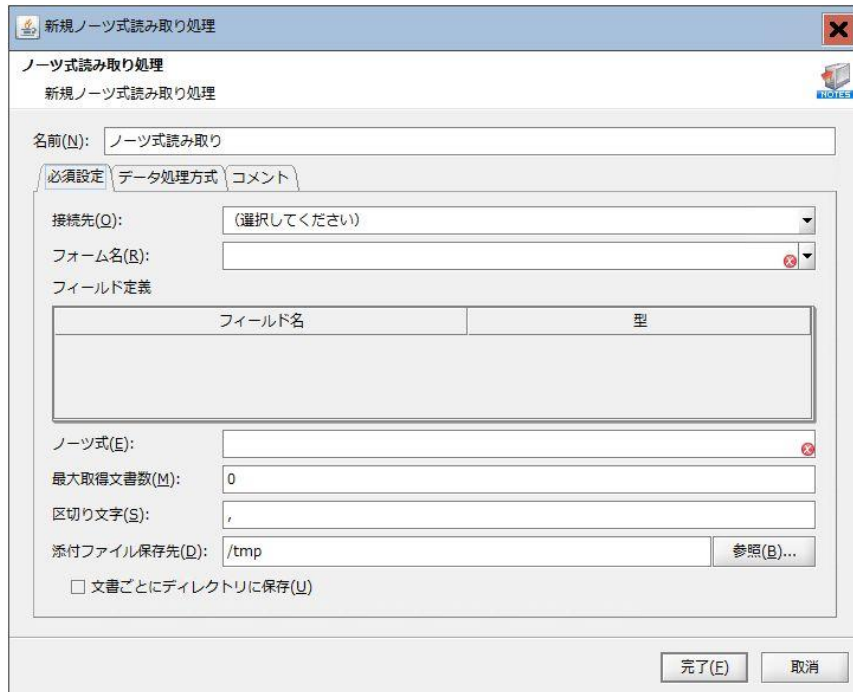 新規ノーツ式読み取り処理
ノーツ式読み取り処理
新規ノーツ式読み取り処理
NOTES
名前(N): ノーツ式読み取り
必須設定 データ処理方式 コメント
接続先(O): (選択してください)
フォーム名(R):
フィールド定義
フィールド名 型
ノーツ式(E):
最大取得文書数(M): 0
区切り文字(S): ,
添付ファイル保存先(D): /tmp 参照(B)...
文書ごとにディレクトリに保存(U)
完了(F) 取消